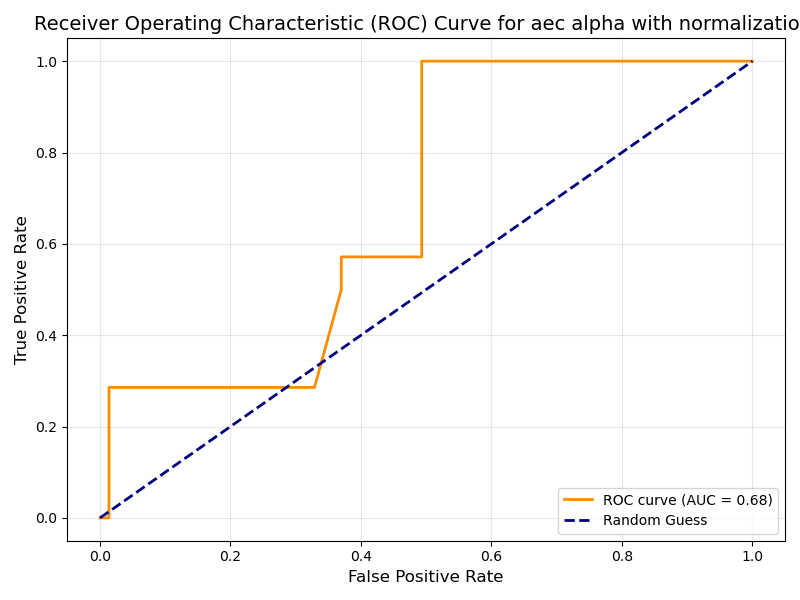 Receiver Operating Characteristic (ROC) Curve for aec alpha with normalizatio
1.0
0.8
0.6
0.4
0.2
0.0
True Positive Rate
0.0 0.2 0.4 0.6 0.8 1.0
False Positive Rate
ROC curve (AUC = 0.68)
Random Guess